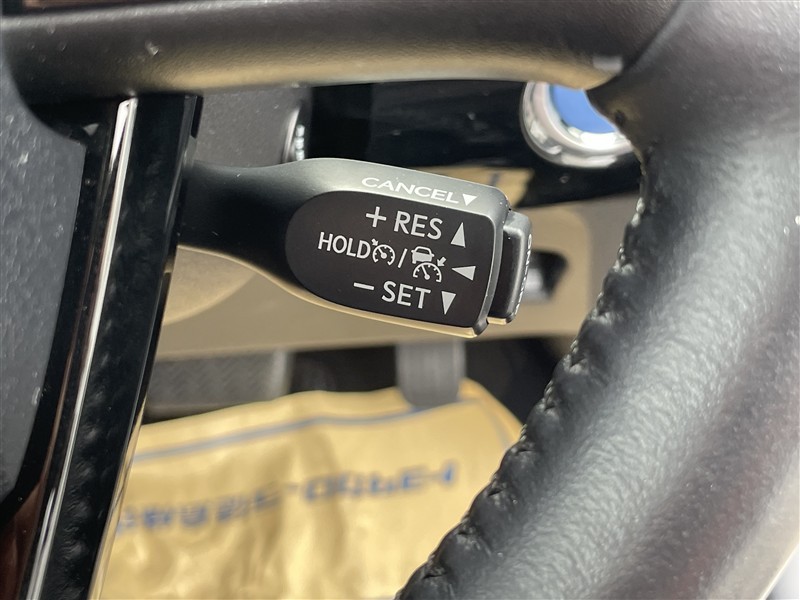 CANCEL▼
+ RES ▲
HOLD /
- SET ▼